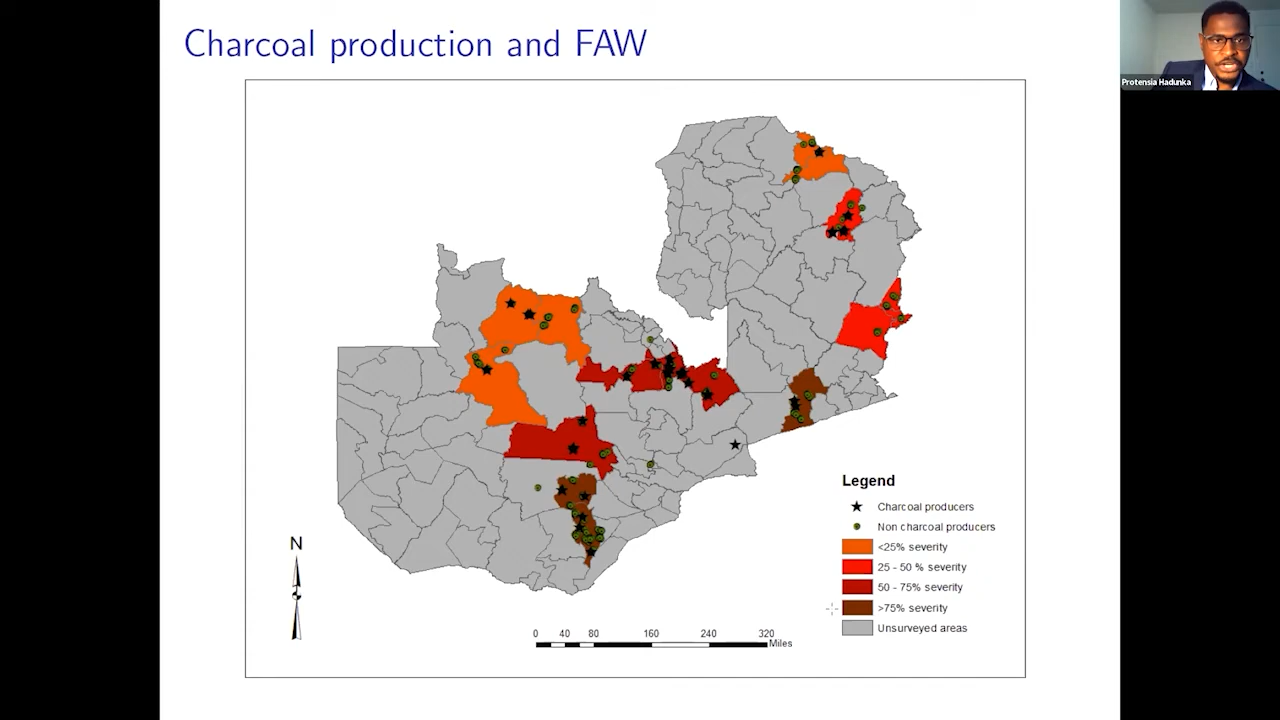 Charcoal production and FAW
Protensia Hadunka
Legend
Charcoal producers
Non charcoal producers
<25% severity
25 - 50 % severity
50 - 75% severity
>75% severity
Unsurveyed areas
N
0 40 80 160 240 320
Miles